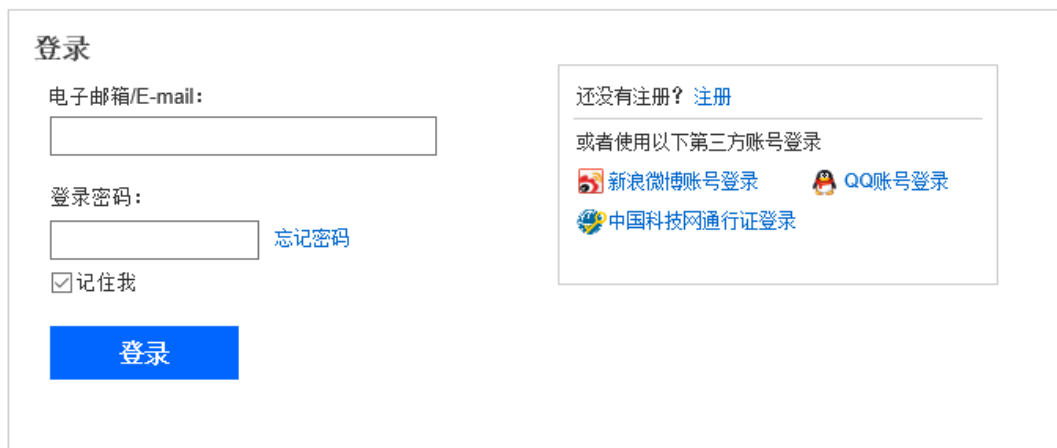 登录
电子邮箱/E-mail：
登录密码：
忘记密码
记住我
登录
还没有注册？ 注册
或者使用以下第三方账号登录
新浪微博账号登录 QQ账号登录
中国科技网通行证登录